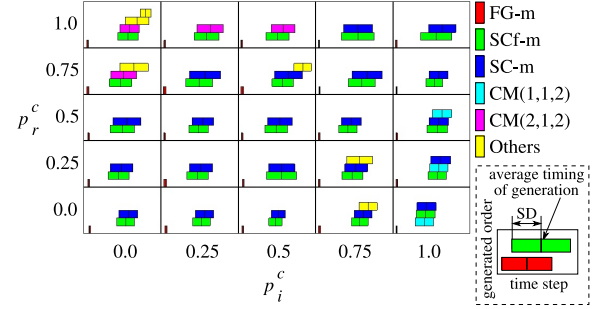 1.0
0.75
0.5
0.25
0.0
p_r^c
0.0 0.25 0.5 0.75 1.0
p_i^c
FG-m
SCf-m
SC-m
CM(1,1,2)
CM(2,1,2)
Others
average timing
of generation
SD
generated order
time step